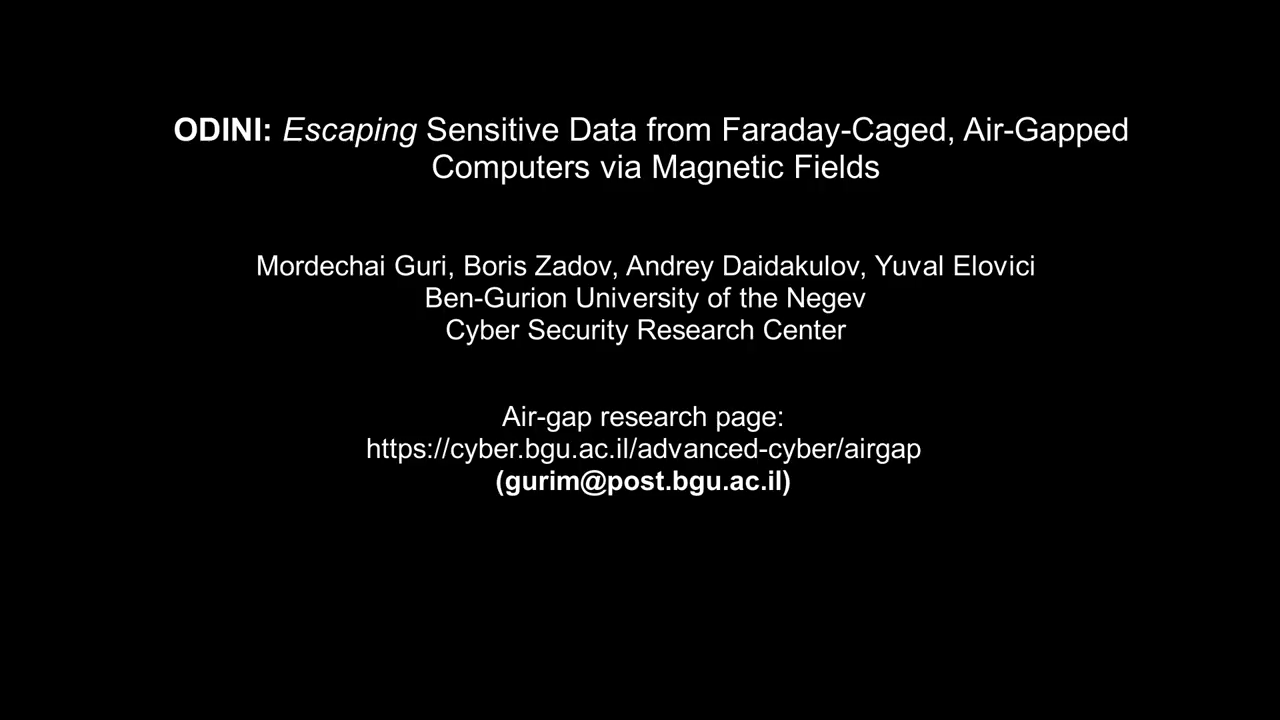 ODINI: Escaping Sensitive Data from Faraday-Caged, Air-Gapped
Computers via Magnetic Fields
Mordechai Guri, Boris Zadov, Andrey Daidakulov, Yuval Elovici
Ben-Gurion University of the Negev
Cyber Security Research Center
Air-gap research page:
https://cyber.bgu.ac.il/advanced-cyber/airgap
(gurim@post.bgu.ac.il)